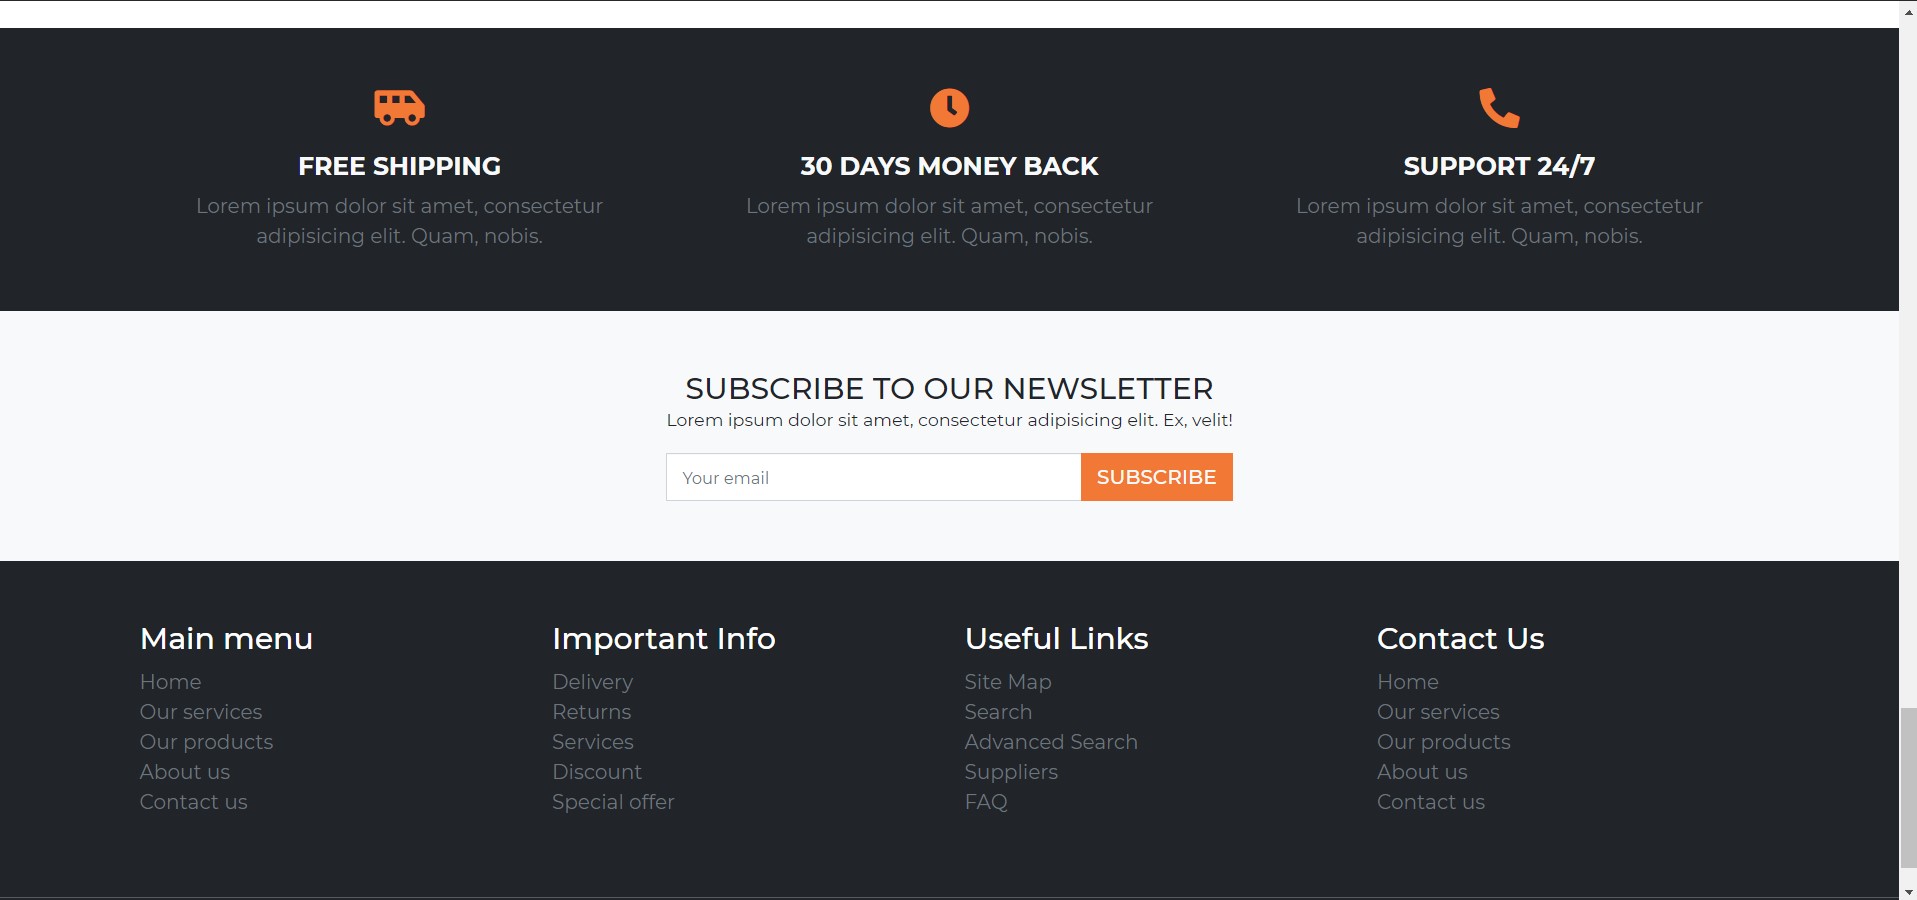 FREE SHIPPING
Lorem ipsum dolor sit amet, consectetur
adipisicing elit. Quam, nobis.
30 DAYS MONEY BACK
Lorem ipsum dolor sit amet, consectetur
adipisicing elit. Quam, nobis.
SUPPORT 24/7
Lorem ipsum dolor sit amet, consectetur
adipisicing elit. Quam, nobis.
SUBSCRIBE TO OUR NEWSLETTER
Lorem ipsum dolor sit amet, consectetur adipisicing elit. Ex, velit!
Your email
SUBSCRIBE
Main menu
Home
Our services
Our products
About us
Contact us
Important Info
Delivery
Returns
Services
Discount
Special offer
Useful Links
Site Map
Search
Advanced Search
Suppliers
FAQ
Contact Us
Home
Our services
Our products
About us
Contact us